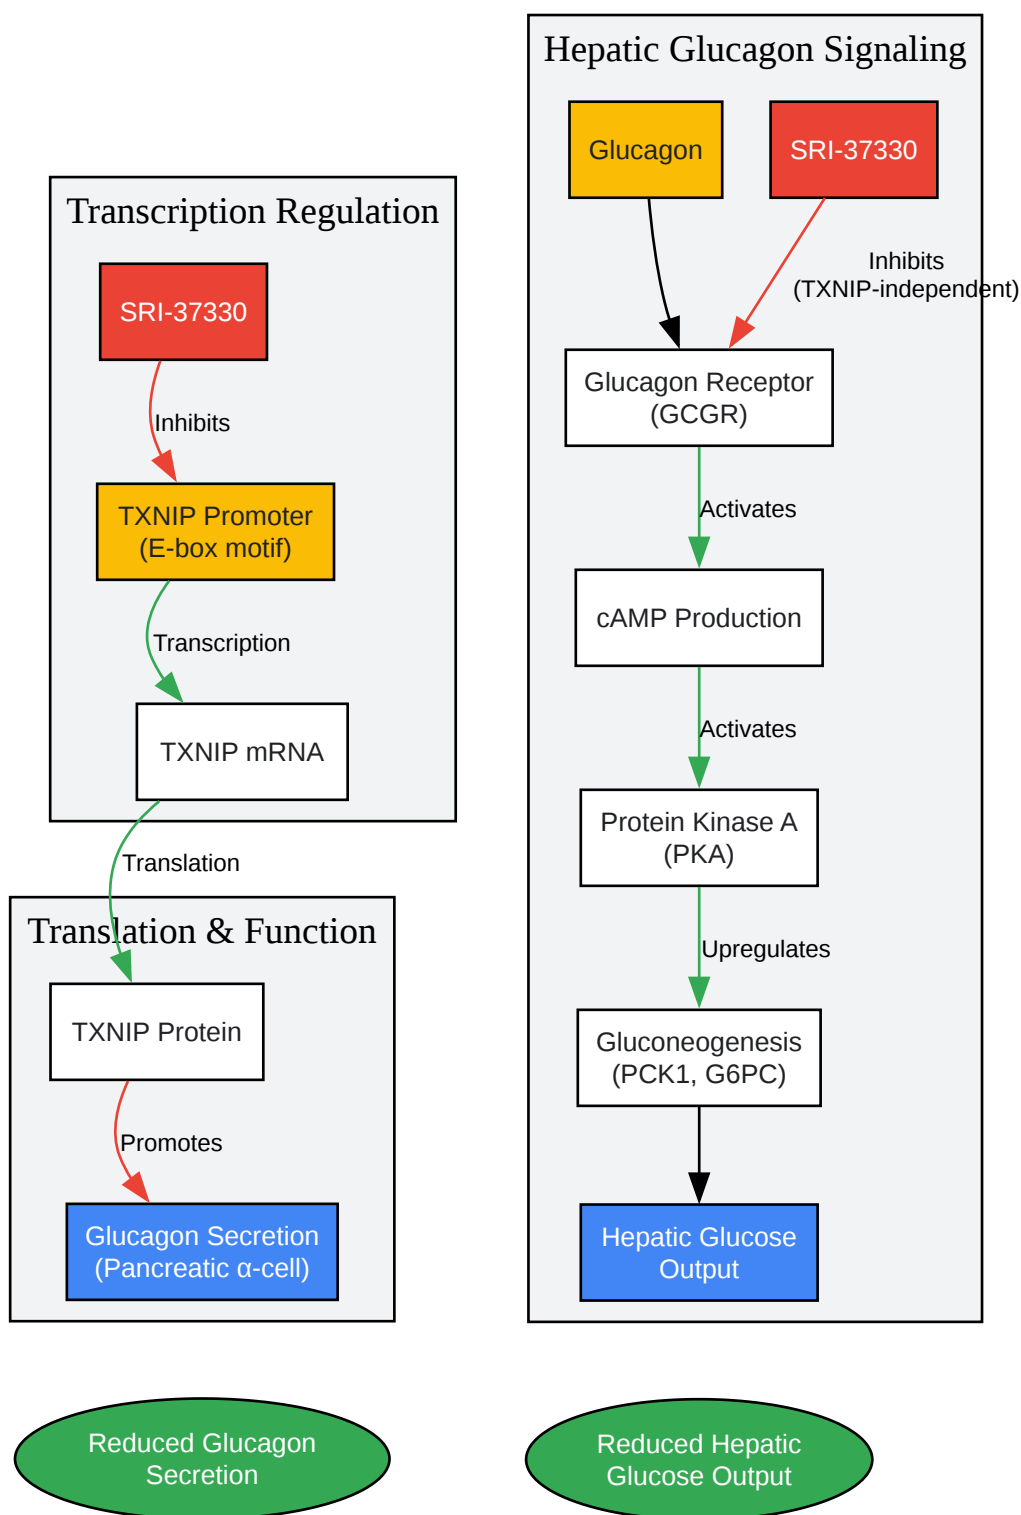 Transcription Regulation
SRI-37330
Inhibits
TXNIP Promoter
(E-box motif)
Transcription
TXNIP mRNA
Translation
Translation & Function
TXNIP Protein
Promotes
Glucagon Secretion
(Pancreatic α-cell)
Reduced Glucagon
Secretion
Hepatic Glucagon Signaling
Glucagon
SRI-37330
Inhibits
(TXNIP-independent)
Glucagon Receptor
(GCGR)
Activates
cAMP Production
Activates
Protein Kinase A
(PKA)
Upregulates
Gluconeogenesis
(PCK1, G6PC)
Hepatic Glucose
Output
Reduced Hepatic
Glucose Output